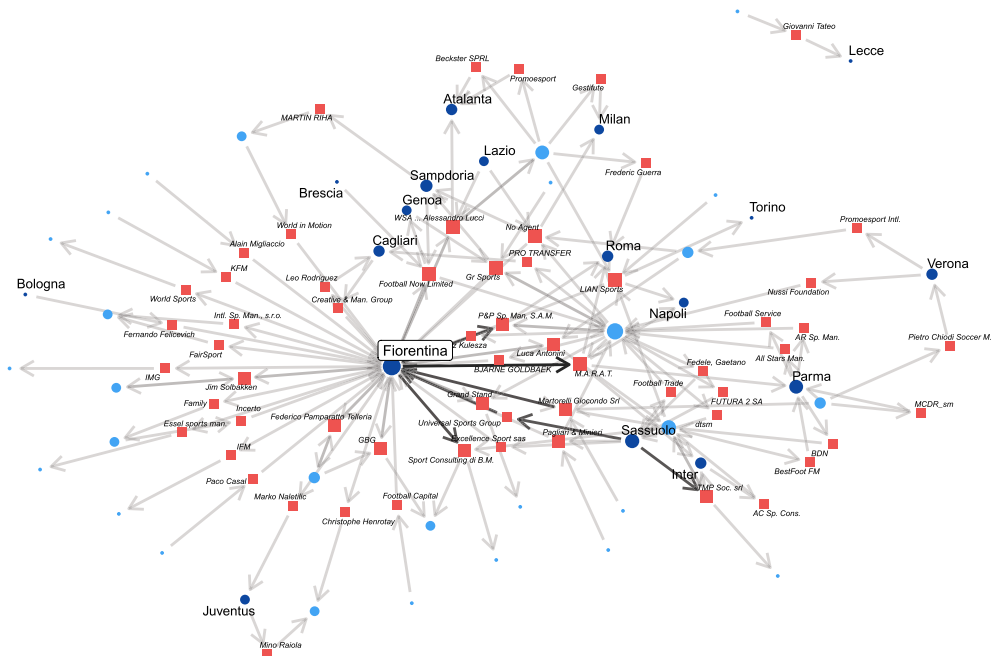 Giovanni Tateo
Lecce
Beckster SPRL
Promoesport
Gestifute
Atalanta
MARTIN RIHA
Milan
Lazio
Frederic Guerra
Sampdoria
Brescia
Genoa
Torino
WSA
Alessandro Lucci
No Agent
Promoesport Intl.
World in Motion
Alain Migliaccio
Cagliari
Roma
PRO TRANSFER
KFM
Leo Rodriguez
Football Now Limited
Gr Sports
LIAN Sports
Verona
Bologna
World Sports
Creative & Man. Group
Nussi Foundation
Napoli
Intl. Sp. Man., s.r.o.
P&P Sp. Man, S.A.M.
Football Service
Fernando Felicevich
AR Sp. Man.
Pietro Chiodi Soccer M.
FairSport
Fiorentina
z Kulesza
Luca Antonini
All Stars Man.
BJARNE GOLDBAEK
M.A.R.A.T.
Fedele, Gaetano
IMG
Jim Solbakken
Football Trade
Parma
Grand Stand
Martorelli Giocondo Srl
FUTURA 2 SA
Family
Incerto
MCDR_sm
Essel sports man.
Federico Pamparatto Telleria
Universal Sports Group
dtsm
Sassuolo
Pagliari & Minieri
GBG
Excellence Sport sas
IFM
Sport Consulting di B.M.
BDN
BestFoot FM
Inter
Paco Casal
TMP Soc. srl
Marko Naletilic
Football Capital
AC Sp. Cons.
Christophe Henrotay
Juventus
Mino Raiola